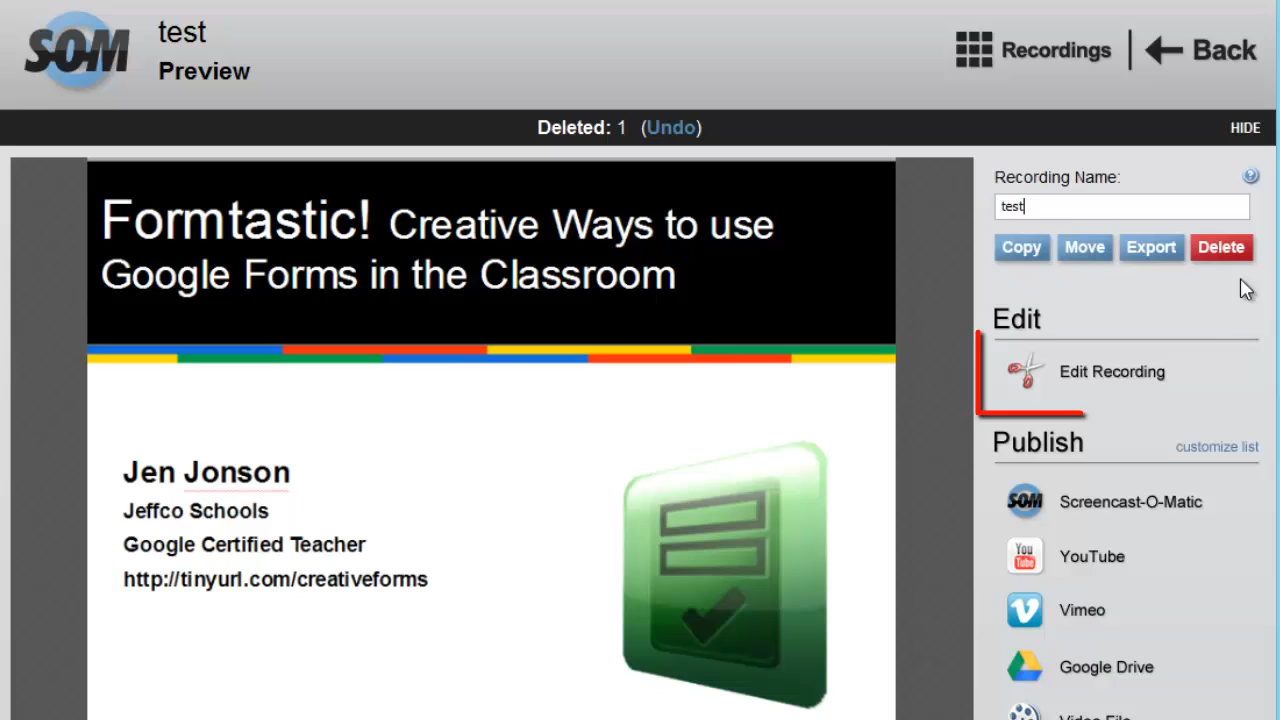 SOM
test
Preview
Recordings
Back
Deleted: 1 (Undo)
HIDE
Formtastic! Creative Ways to use
Google Forms in the Classroom
Jen Jonson
Jeffco Schools
Google Certified Teacher
http://tinyurl.com/creativeforms
Recording Name:
?
test
Copy Move Export Delete
Edit
Edit Recording
Publish customize list
SOM Screencast-O-Matic
You Tube YouTube
Vimeo
Google Drive
Video File